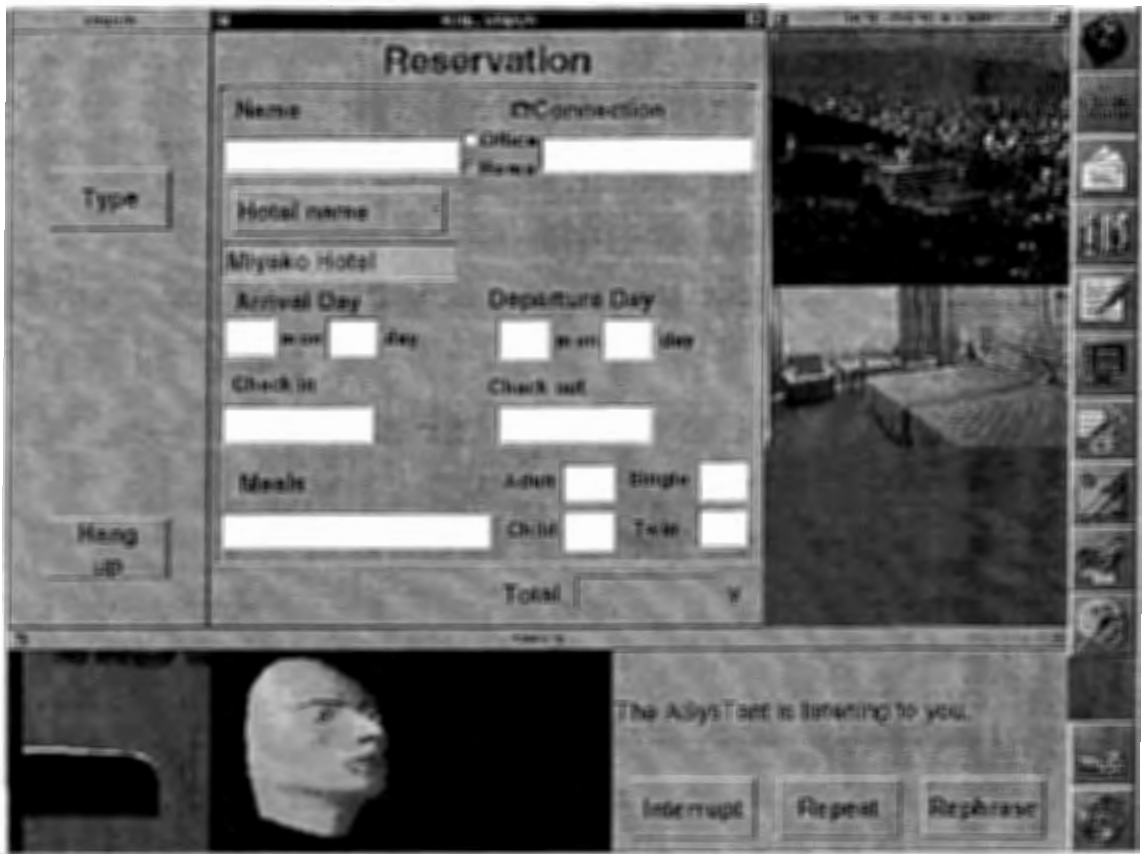 Reservation
Name
Connection
Office
Home
Type
Hotel name
Miyako Hotel
Arrival Day
Departure Day
day
day
Check in
Check out
Meals
Adult
Single
Child
Twin
Hang
up
Total
The ASysTant is listening to you.
Interrupt
Repeat
Rephrase